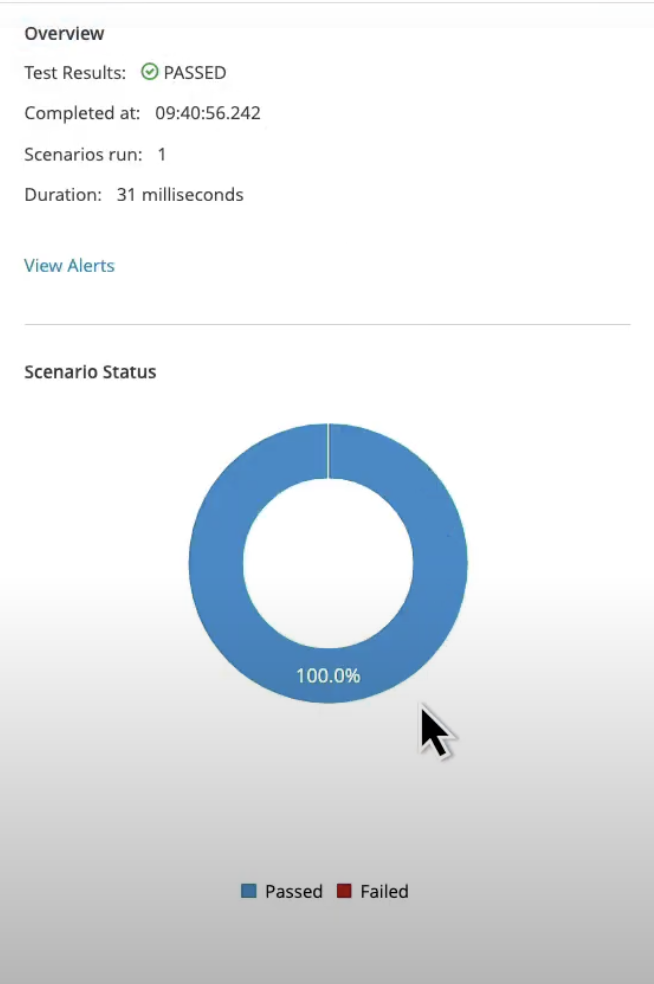 Overview
Test Results: PASSED
Completed at: 09:40:56.242
Scenarios run: 1
Duration: 31 milliseconds
View Alerts
Scenario Status
100.0%
Passed Failed